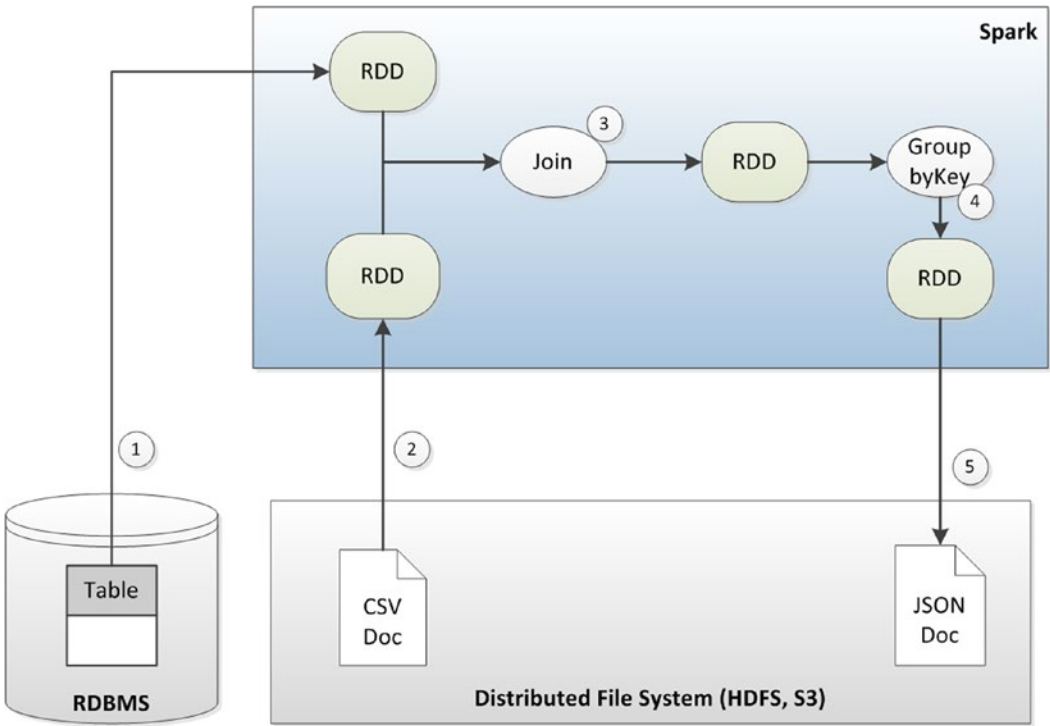 Spark
RDD
3
Join
RDD
Group
byKey
4
RDD
RDD
1
2
5
Table
CSV
Doc
JSON
Doc
RDBMS
Distributed File System (HDFS, S3)